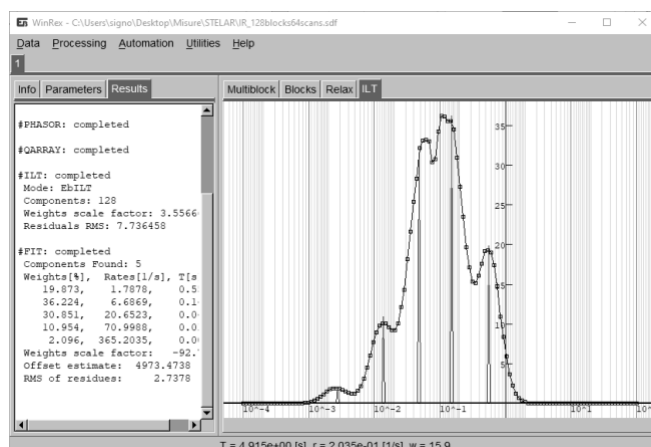 WinRex - C:\Users\signo\Desktop\Misure\STELAR\IR_128blocks64scans.sdf
Data Processing Automation Utilities Help
1
Info Parameters Results
Multiblock Blocks Relax ILT
#PHASOR: completed
#QARRAY: completed
#ILT: completed
Mode: EbILT
Components: 128
Weights scale factor: 3.5566
Residuals RMS: 7.736458
#FIT: completed
Components Found: 5
Weights[%], Rates[1/s], T[s
19.873, 1.7878, 0.5
36.224, 6.6869, 0.1
30.851, 20.6523, 0.0
10.954, 70.9988, 0.0
2.096, 365.2035, 0.0
Weights scale factor: -92.
Offset estimate: 4973.4738
RMS of residues: 2.7378
35
30
25
20
15
10
5
10^-4 10^-3 10^-2 10^-1 10^0 10^1
T = 4.915e+00 [s], r = 2.035e-01 [1/s], w = 15.9